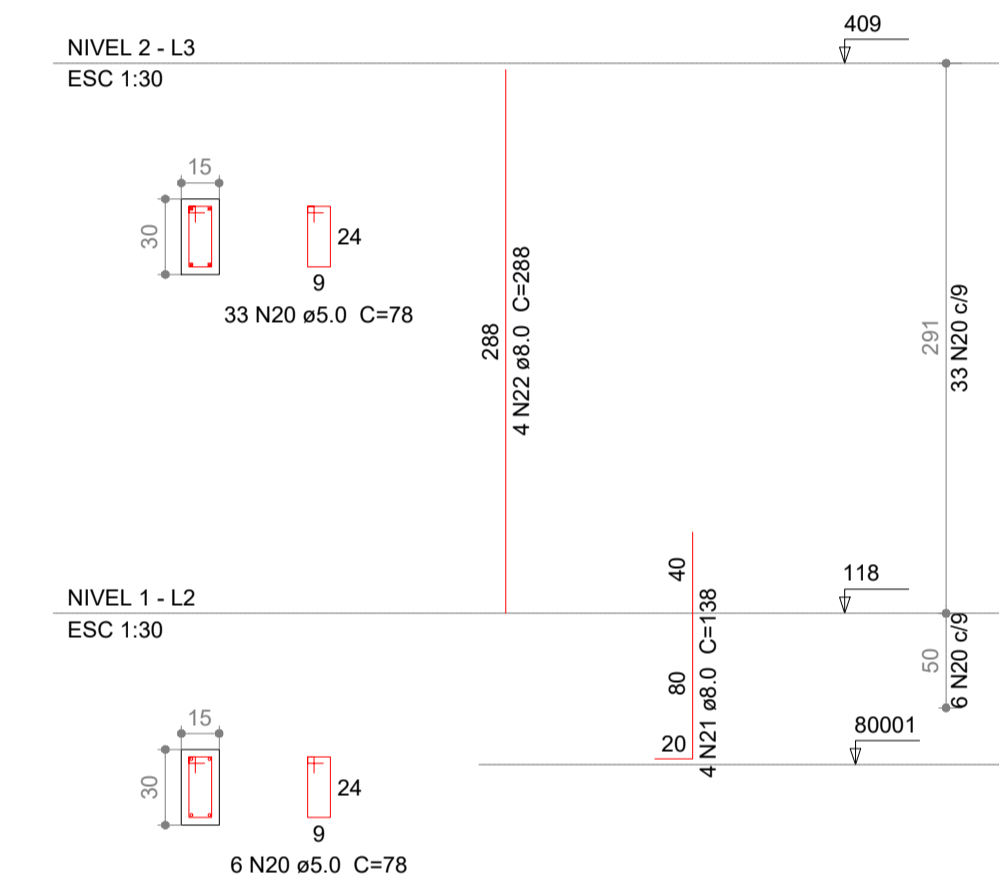 NIVEL 2 - L3
ESC 1:30
409
15
30
24
9
33 N20 ø5.0 C=78
288
4 N22 ø8.0 C=288
291
33 N20 c/9
NIVEL 1 - L2
ESC 1:30
118
40
80
20
4 N21 ø8.0 C=138
50
6 N20 c/9
80001
15
30
24
9
6 N20 ø5.0 C=78